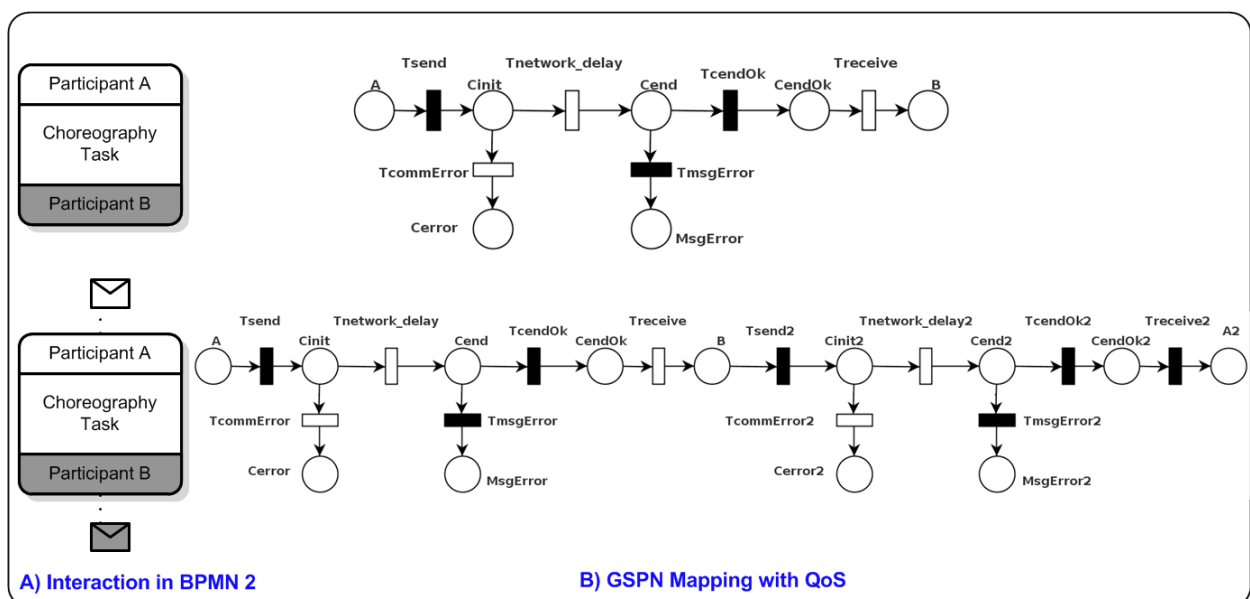 Participant A
Choreography
Task
Participant B
Tsend
Tnetwork_delay
TcendOk
Treceive
A
Cinit
Cend
CendOk
B
TcommError
TmsgError
Cerror
MsgError
Participant A
Choreography
Task
Participant B
Tsend
Tnetwork_delay
TcendOk
Treceive
Tsend2
Tnetwork_delay2
TcendOk2
Treceive2
A
Cinit
Cend
CendOk
B
Cinit2
Cend2
CendOk2
A2
TcommError
TmsgError
TcommError2
TmsgError2
Cerror
MsgError
Cerror2
MsgError2
A) Interaction in BPMN 2
B) GSPN Mapping with QoS